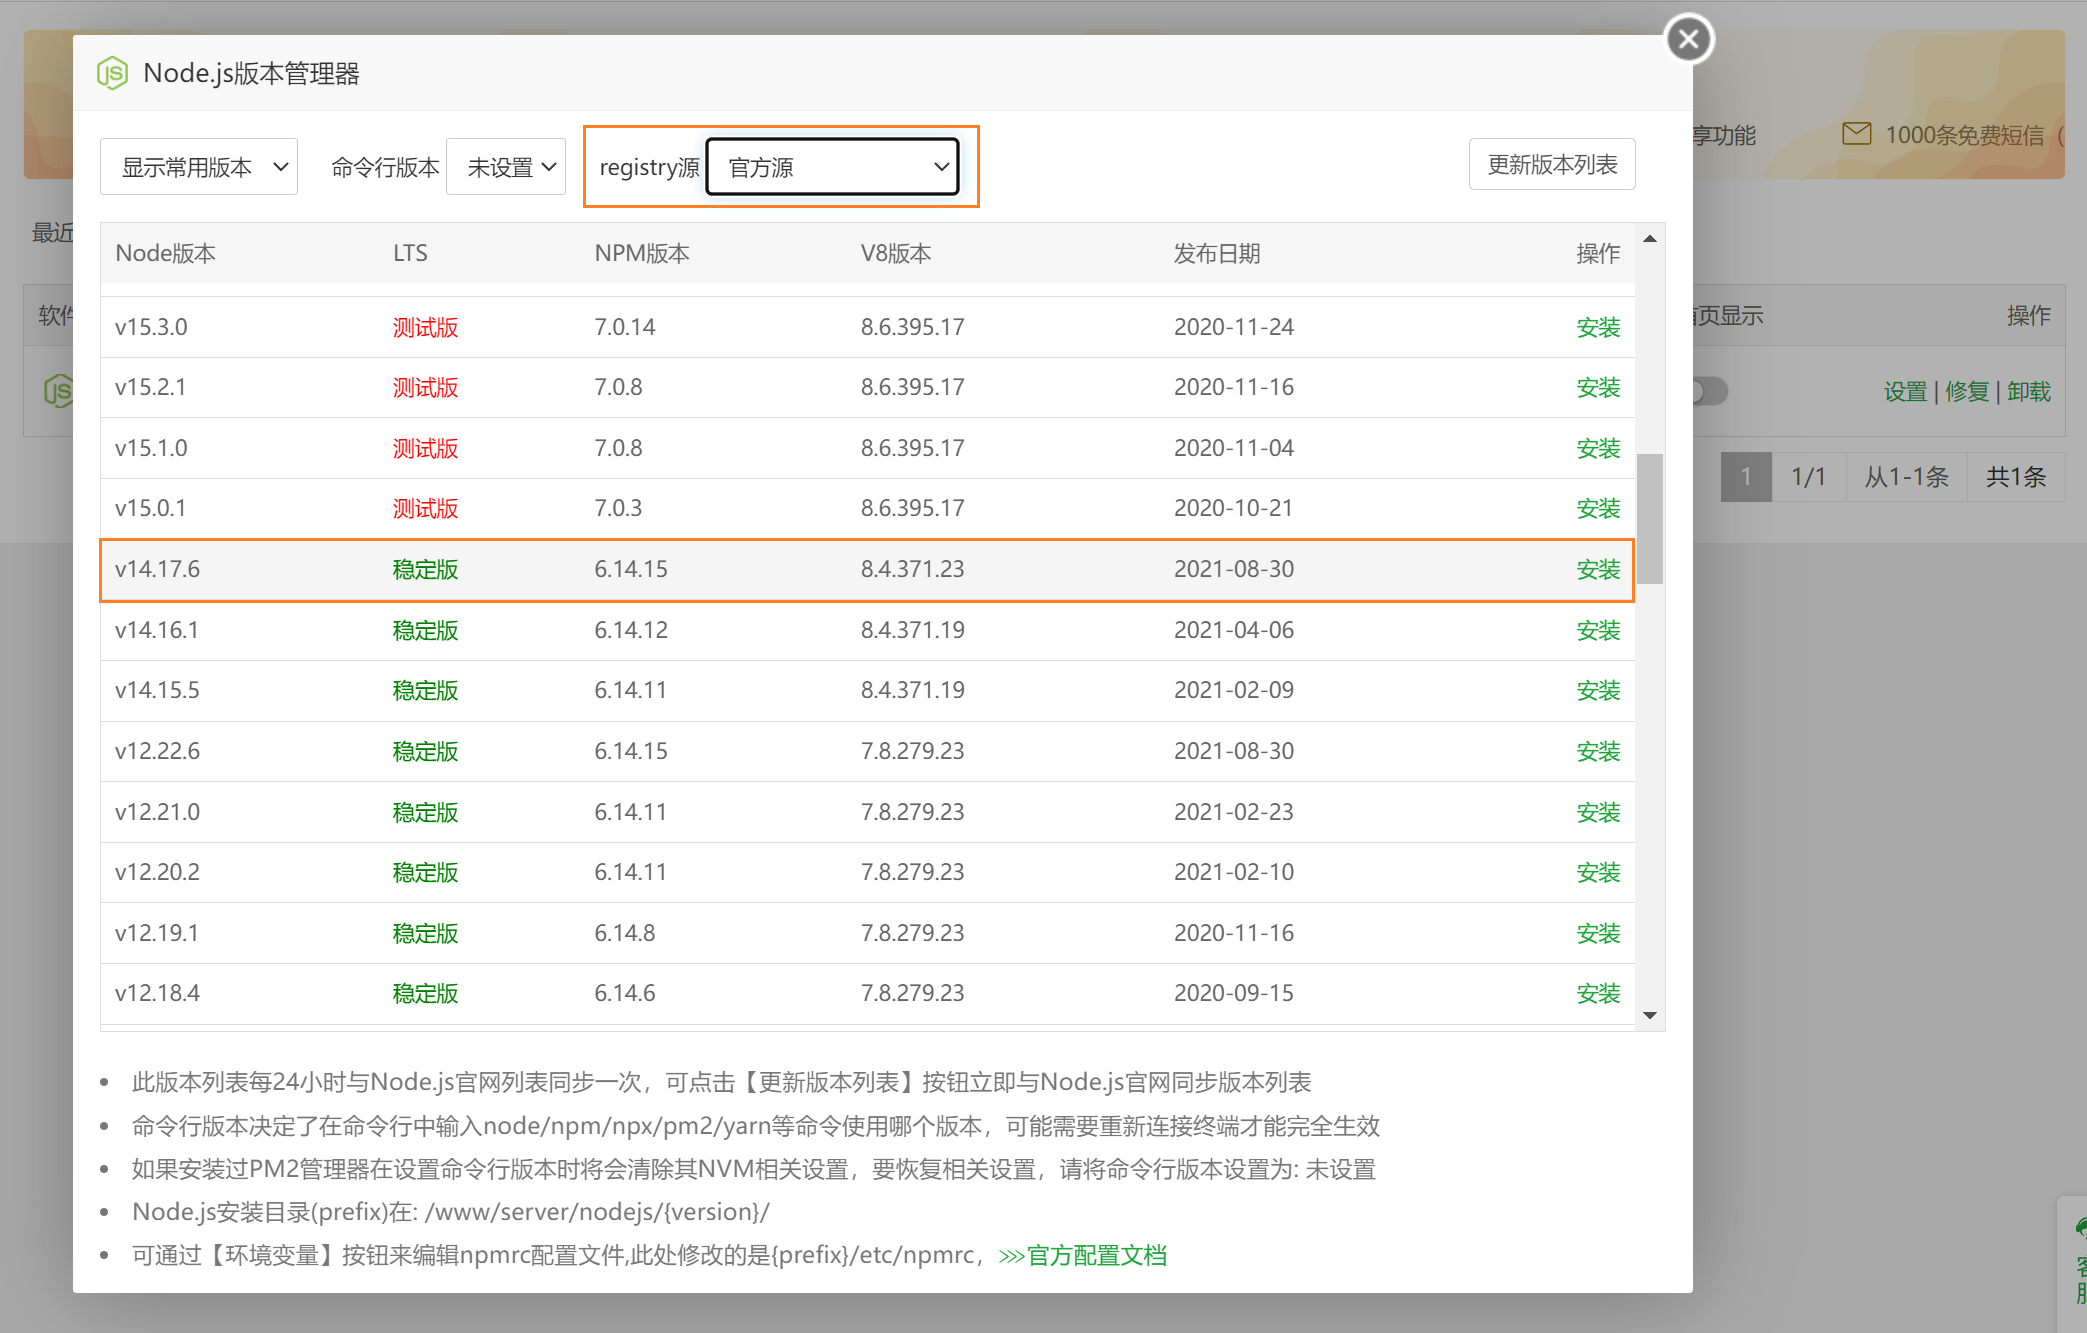 Node.js版本管理器
享功能
1000条免费短信 (
显示常用版本 命令行版本 未设置 registry源 官方源 更新版本列表
最近
Node版本 LTS NPM版本 V8版本 发布日期 操作
软件 首页显示 操作
v15.3.0 测试版 7.0.14 8.6.395.17 2020-11-24 安装
v15.2.1 测试版 7.0.8 8.6.395.17 2020-11-16 安装
设置 | 修复 | 卸载
v15.1.0 测试版 7.0.8 8.6.395.17 2020-11-04 安装
1 1/1 从1-1条 共1条
v15.0.1 测试版 7.0.3 8.6.395.17 2020-10-21 安装
v14.17.6 稳定版 6.14.15 8.4.371.23 2021-08-30 安装
v14.16.1 稳定版 6.14.12 8.4.371.19 2021-04-06 安装
v14.15.5 稳定版 6.14.11 8.4.371.19 2021-02-09 安装
v12.22.6 稳定版 6.14.15 7.8.279.23 2021-08-30 安装
v12.21.0 稳定版 6.14.11 7.8.279.23 2021-02-23 安装
v12.20.2 稳定版 6.14.11 7.8.279.23 2021-02-10 安装
v12.19.1 稳定版 6.14.8 7.8.279.23 2020-11-16 安装
v12.18.4 稳定版 6.14.6 7.8.279.23 2020-09-15 安装
• 此版本列表每24小时与Node.js官网列表同步一次，可点击【更新版本列表】按钮立即与Node.js官网同步版本列表
• 命令行版本决定了在命令行中输入node/npm/npx/pm2/yarn等命令使用哪个版本，可能需要重新连接终端才能完全生效
• 如果安装过PM2管理器在设置命令行版本时将会清除其NVM相关设置，要恢复相关设置，请将命令行版本设置为: 未设置
• Node.js安装目录(prefix)在: /www/server/nodejs/{version}/
• 可通过【环境变量】按钮来编辑npmrc配置文件,此处修改的是{prefix}/etc/npmrc，>>>官方配置文档
客
服